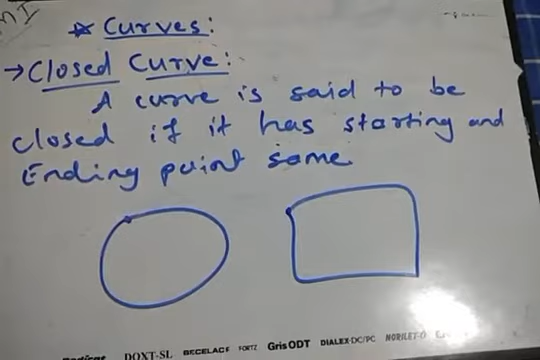 * Curves:
→ Closed Curve:
A curve is said to be
closed if it has starting and
Ending point same.
DOXT-SL BECELAC FORTZ GrisODT DIALEX-DC/PC